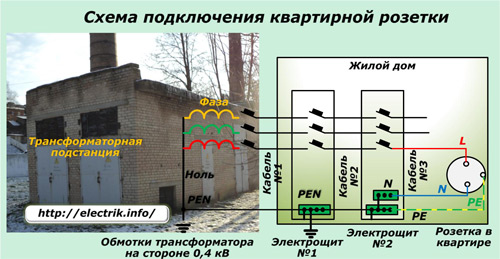 Схема подключения квартирной розетки
Жилой дом
Фаза
Трансформаторная
подстанция
Ноль
PEN
http://electrik.info/
Кабель
№1
PEN
Кабель
№2
N
Кабель
№3
L
N
PE
PE
Обмотки трансформатора
на стороне 0,4 кВ
Электрощит
№1
Электрощит
№2
Розетка в
квартире